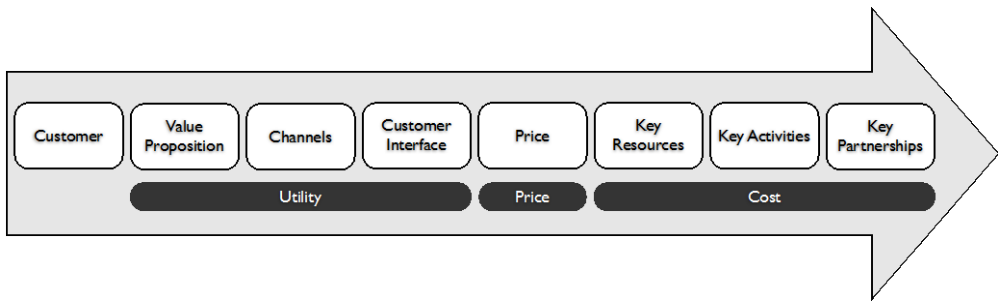 Customer
Value
Proposition
Channels
Customer
Interface
Price
Key
Resources
Key Activities
Key
Partnerships
Utility
Price
Cost